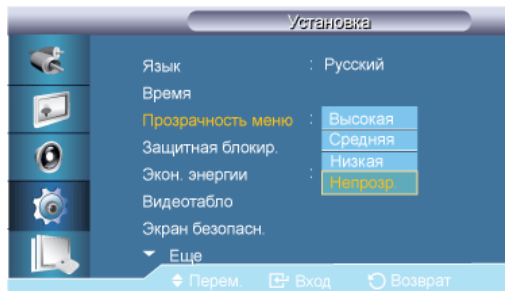 Установка
Язык : Русский
Время
Прозрачность меню : Высокая
Средняя
Защитная блокир.
Низкая
Экон. энергии :
Непрозр.
Видеотабло
Экран безопасн.
Еще
Перем. Вход Возврат